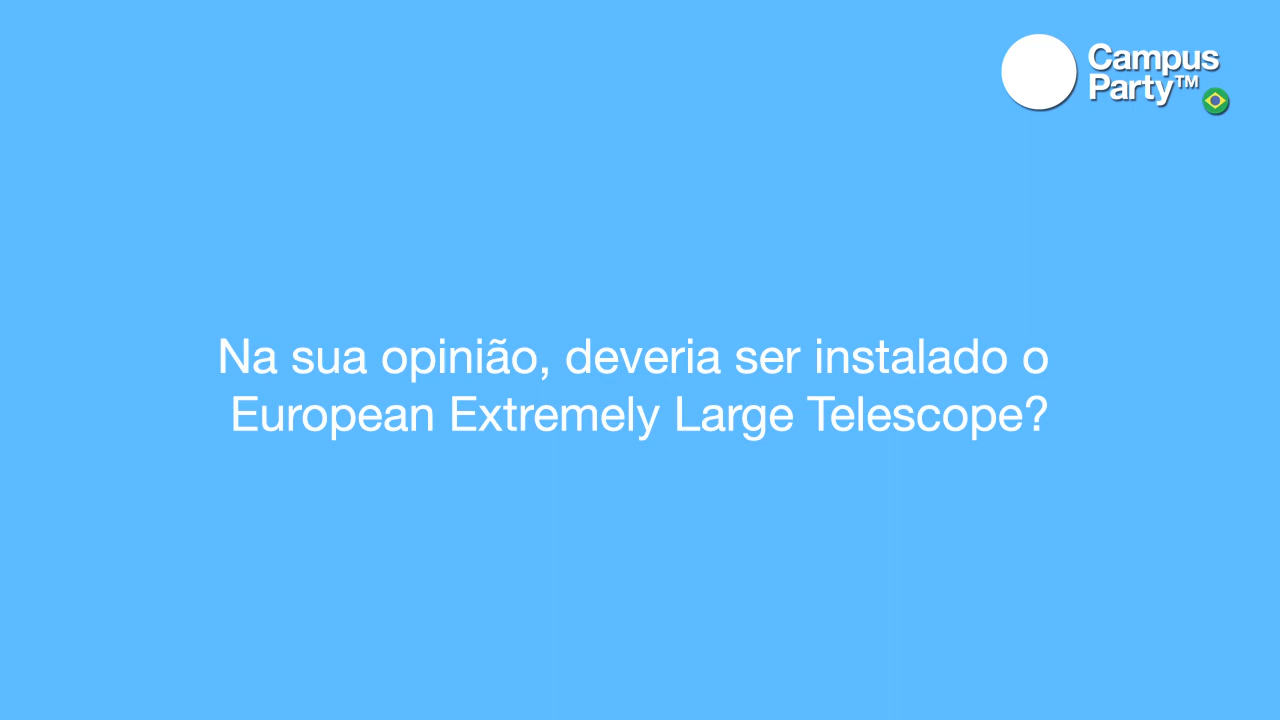 Campus
Party™
Na sua opinião, deveria ser instalado o
European Extremely Large Telescope?